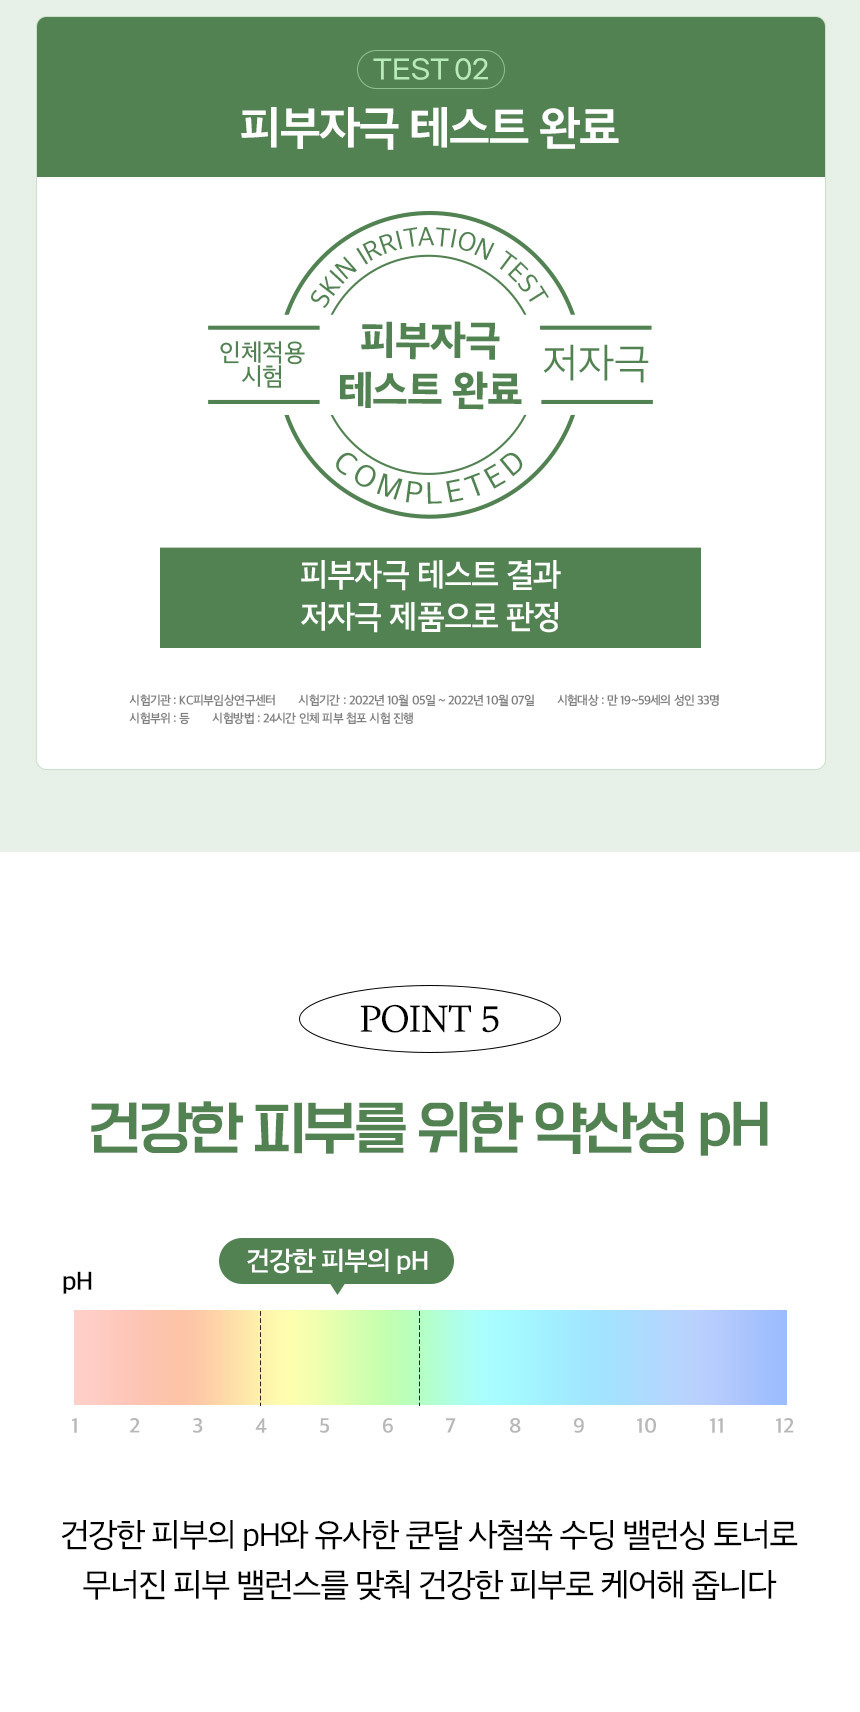 TEST 02
피부자극 테스트 완료
SKIN IRRITATION TEST
인체적용
시험
피부자극
테스트 완료
저자극
COMPLETED
피부자극 테스트 결과
저자극 제품으로 판정
시험기관 : KC피부임상연구센터 시험기간 : 2022년 10월 05일 ~ 2022년 10월 07일 시험대상 : 만 19~59세의 성인 33명
시험부위 : 등 시험방법 : 24시간 인체 피부 첩포 시험 진행
POINT 5
건강한 피부를 위한 약산성 pH
건강한 피부의 pH
pH
1 2 3 4 5 6 7 8 9 10 11 12
건강한 피부의 pH와 유사한 쿤달 사철쑥 수딩 밸런싱 토너로
무너진 피부 밸런스를 맞춰 건강한 피부로 케어해 줍니다